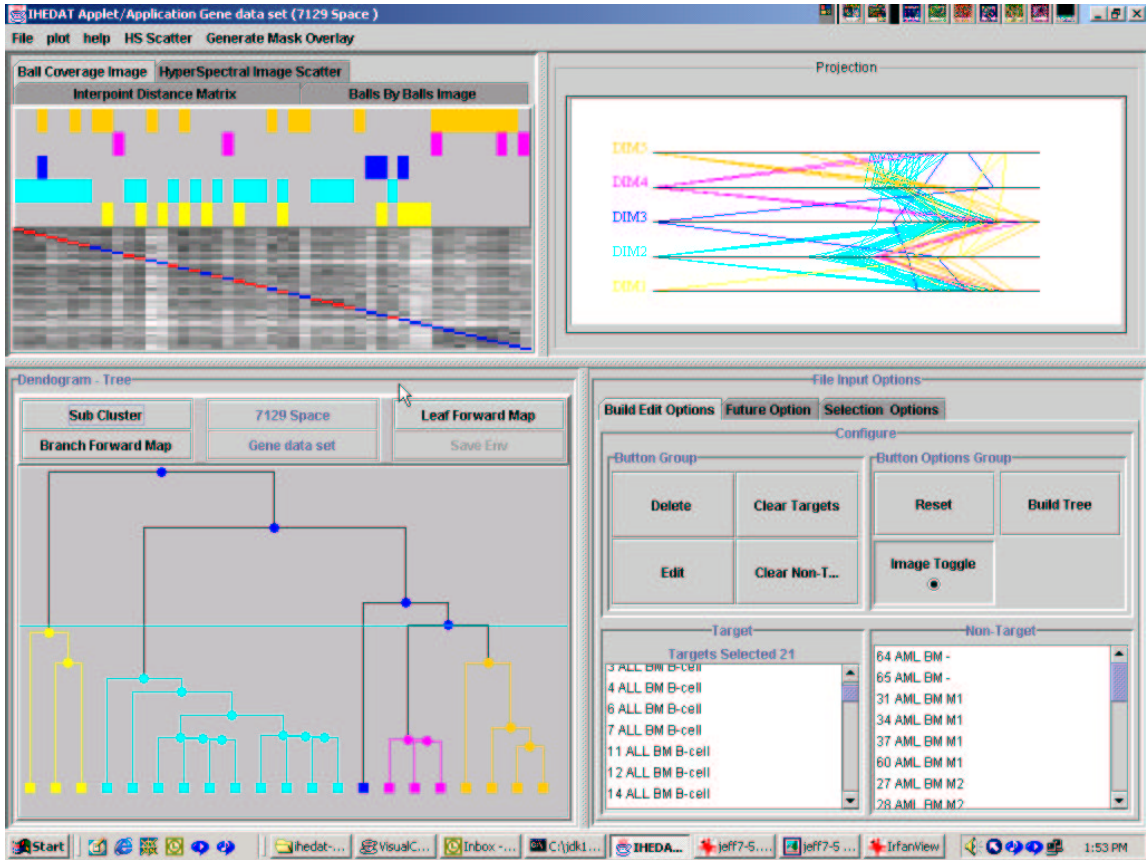 IHEDAT Applet/Application Gene data set (7129 Space )
File plot help HS Scatter Generate Mask Overlay
Ball Coverage Image HyperSpectral Image Scatter
Interpoint Distance Matrix Balls By Balls Image
Projection
DIM5
DIM4
DIM3
DIM2
DIM1
Dendogram - Tree
Sub Cluster 7129 Space Leaf Forward Map
Branch Forward Map Gene data set Save Env
File Input Options
Build Edit Options Future Option Selection Options
Configure
Button Group
Button Options Group
Delete Clear Targets Reset Build Tree
Edit Clear Non-T... Image Toggle
Target
Targets Selected 21
3 ALL BM B-cell
4 ALL BM B-cell
6 ALL BM B-cell
7 ALL BM B-cell
11 ALL BM B-cell
12 ALL BM B-cell
14 ALL BM B-cell
Non-Target
64 AML BM -
65 AML BM -
31 AML BM M1
34 AML BM M1
37 AML BM M1
60 AML BM M1
27 AML BM M2
28 AML BM M2
Start ihedat-... VisualC... Inbox -... C:\jdk1... IHEDA... jeff7-5.... jeff7-5 ... IrfanView 1:53 PM